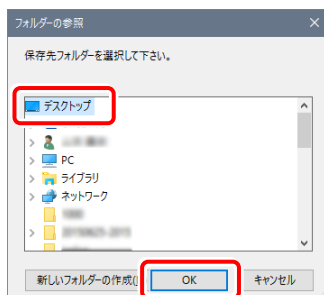 フォルダーの参照
保存先フォルダーを選択して下さい。
デスクトップ
PC
ライブラリ
ネットワーク
新しいフォルダーの作成(
OK
キャンセル